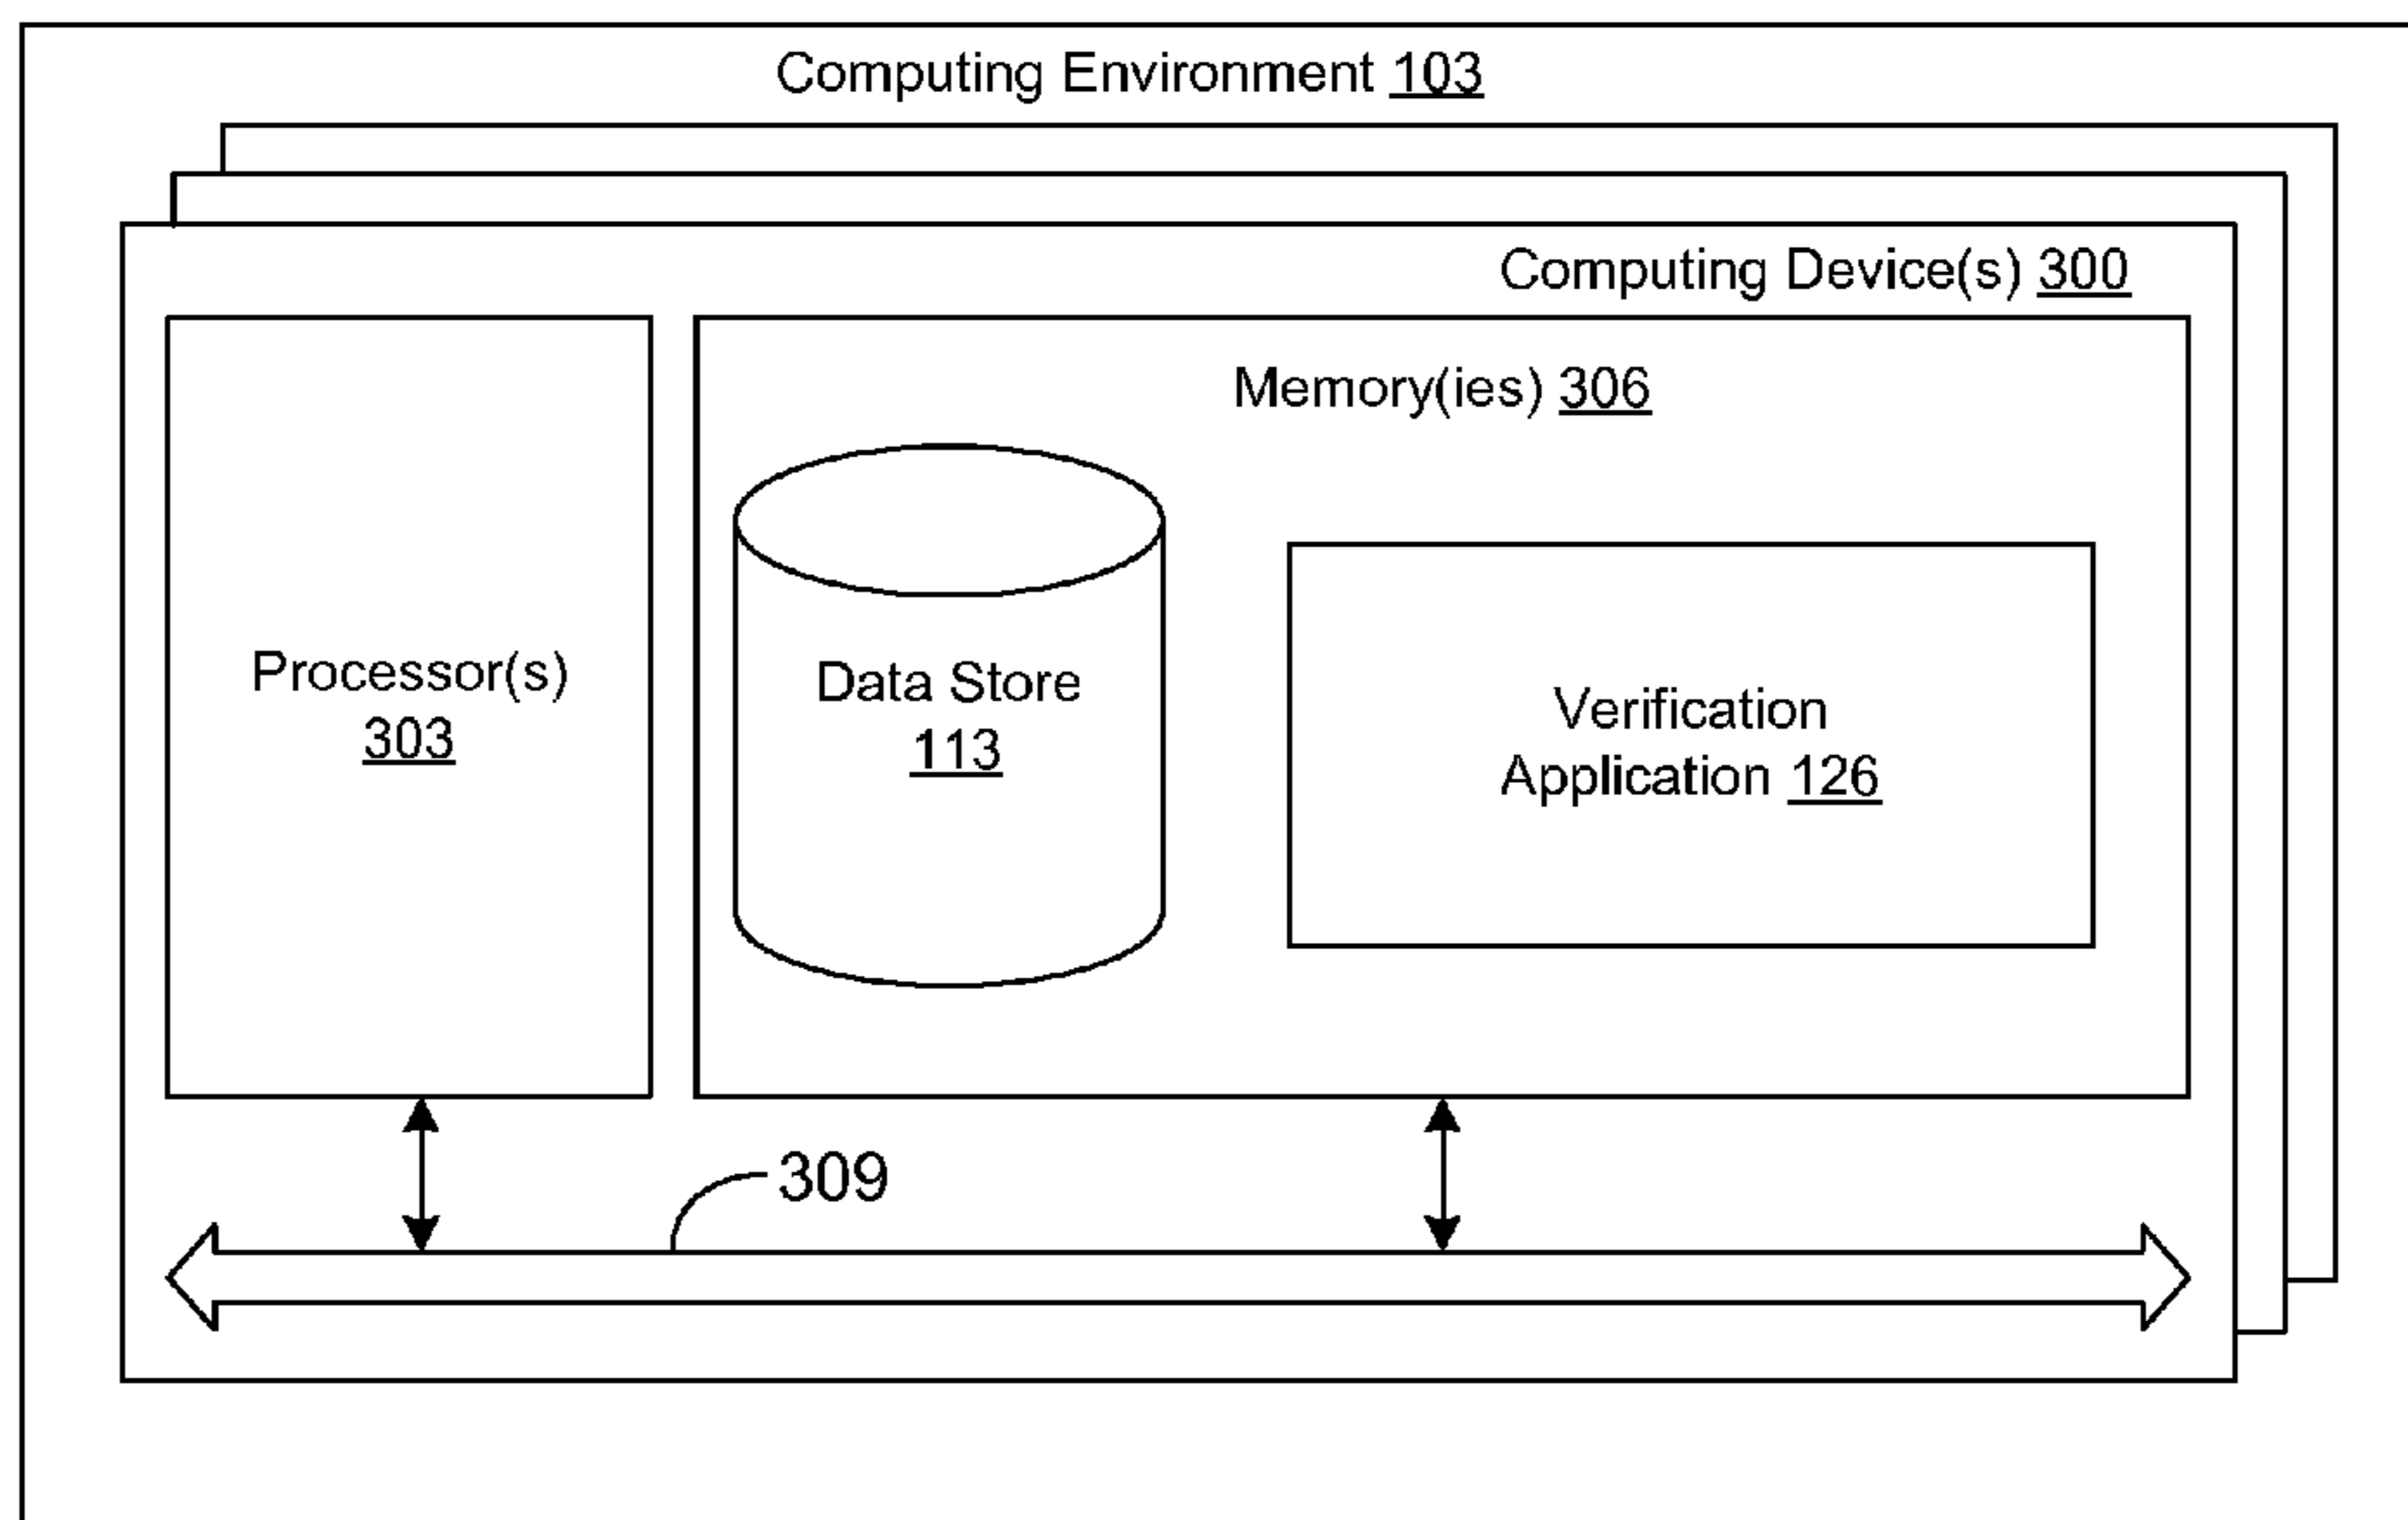 Computing Environment 103
Computing Device(s) 300
Memory(ies) 306
Processor(s)
303
Data Store
113
Verification
Application 126
309